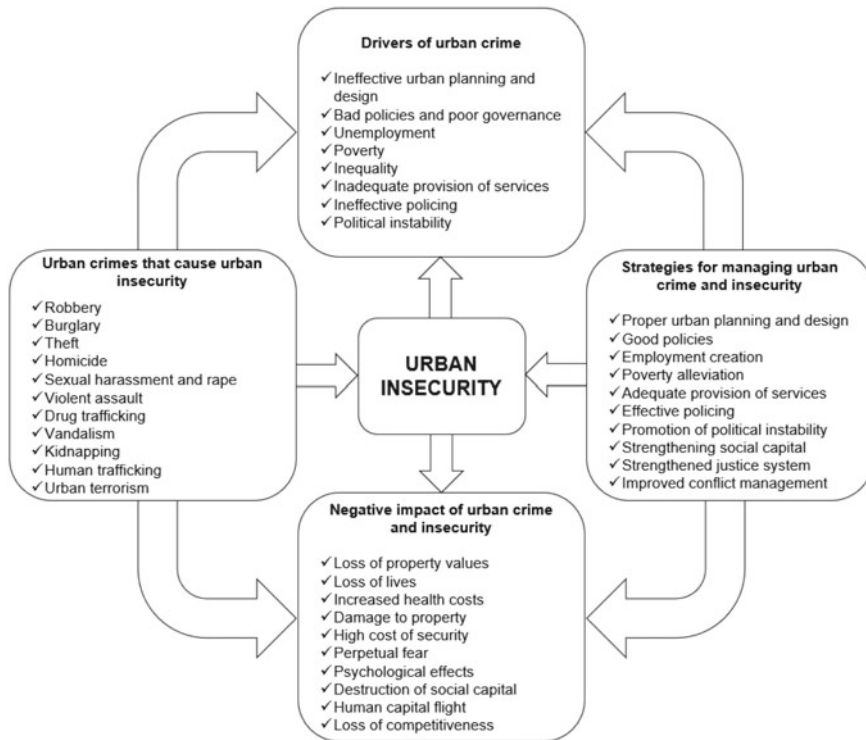 Drivers of urban crime
✓Ineffective urban planning and
design
✓Bad policies and poor governance
✓Unemployment
✓Poverty
✓Inequality
✓Inadequate provision of services
✓Ineffective policing
✓Political instability
Urban crimes that cause urban
insecurity
✓Robbery
✓Burglary
✓Theft
✓Homicide
✓Sexual harassment and rape
✓Violent assault
✓Drug trafficking
✓Vandalism
✓Kidnapping
✓Human trafficking
✓Urban terrorism
URBAN
INSECURITY
Strategies for managing urban
crime and insecurity
✓Proper urban planning and design
✓Good policies
✓Employment creation
✓Poverty alleviation
✓Adequate provision of services
✓Effective policing
✓Promotion of political instability
✓Strengthening social capital
✓Strengthened justice system
✓Improved conflict management
Negative impact of urban crime
and insecurity
✓Loss of property values
✓Loss of lives
✓Increased health costs
✓Damage to property
✓High cost of security
✓Perpetual fear
✓Psychological effects
✓Destruction of social capital
✓Human capital flight
✓Loss of competitiveness